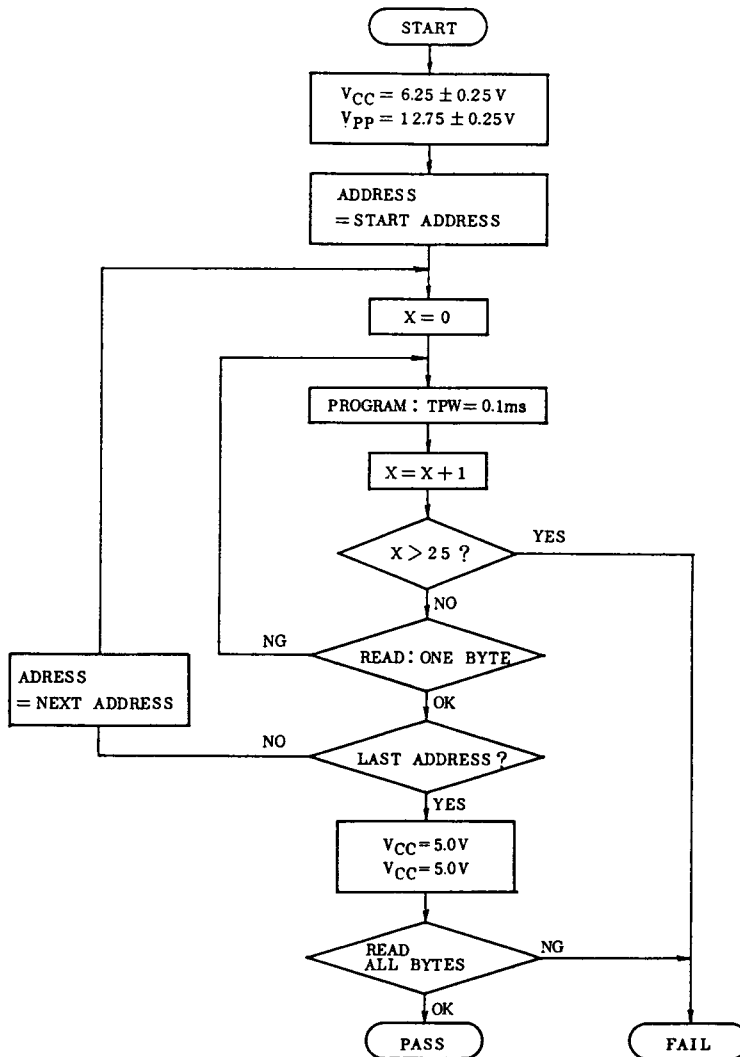 START
VCC = 6.25 ± 0.25 V
VPP = 12.75 ± 0.25 V
ADDRESS
= START ADDRESS
X = 0
PROGRAM : TPW = 0.1ms
X = X + 1
X > 25 ?
YES
NO
NG
READ : ONE BYTE
ADRESS
= NEXT ADDRESS
OK
NO
LAST ADDRESS ?
YES
VCC = 5.0V
VCC = 5.0V
READ
ALL BYTES
NG
OK
PASS
FAIL